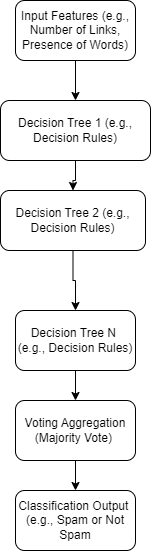 Input Features (e.g.,
Number of Links,
Presence of Words)
Decision Tree 1 (e.g.,
Decision Rules)
Decision Tree 2 (e.g.,
Decision Rules)
Decision Tree N
(e.g., Decision Rules)
Voting Aggregation
(Majority Vote)
Classification Output
(e.g., Spam or Not
Spam